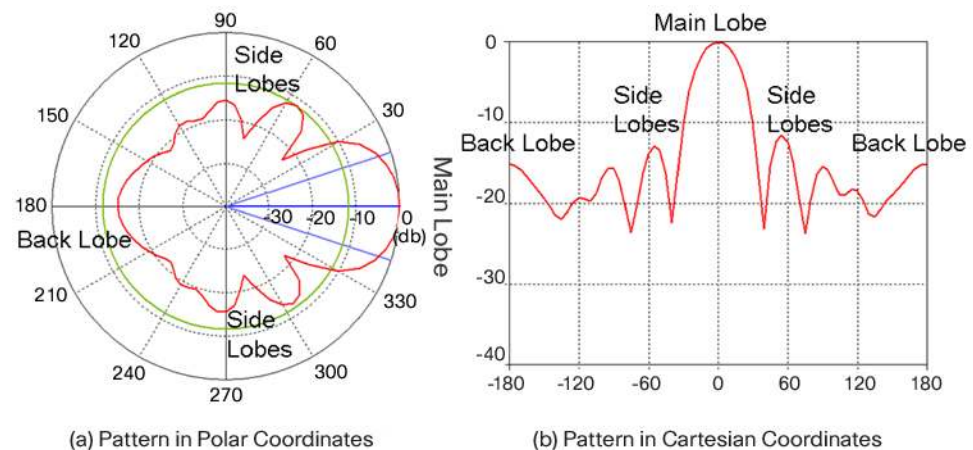 90
120
60
Side
Lobes
150
30
180
-30
-20
-10
0
(db)
Back Lobe
Main Lobe
210
330
Side
Lobes
240
300
270
(a) Pattern in Polar Coordinates
Main Lobe
0
-10
-20
-30
-40
Side
Lobes
Side
Lobes
Back Lobe
Back Lobe
-180
-120
-60
0
60
120
180
(b) Pattern in Cartesian Coordinates